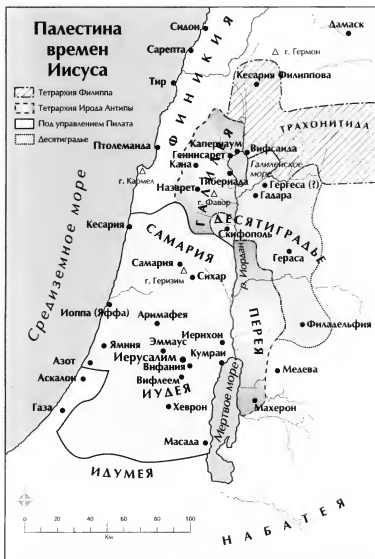 Палестина
времен
Иисуса
Тетрархия Филиппа
Тетрархия Ирода Антипы
Под управлением Пилата
Десятиградье
Сидон
Дамаск
Сарепта
г. Гермон
Тир
Кесария Филиппова
ФИНИКИЯ
ТРАХОНИТИДА
Птолемаида
Капернаум
Вифсаида
Геннисарет
Кана
Галилейское
море
г. Кармел
Тибериада
Гергеса (?)
Назарет
г. Фавор
Гадара
ГАЛИЛЕЯ
ДЕСЯТИГРАДЬЕ
Скифополь
Кесария
САМАРИЯ
Средиземное море
Самария
г. Геризим
Сихар
р. Иордан
Гераса
Иоппа (Яффа)
Аримафея
Филадельфия
ПЕРЕЯ
Иерихон
Эммаус
Ямния
Иерусалим
Кумран
Азот
Вифания
Медева
Аскалон
Вифлеем
ИУДЕЯ
Газа
Хеврон
Мертвое море
Махерон
Масада
ИДУМЕЯ
НАБАТЕЯ
0 20 40 60 80 100
Км